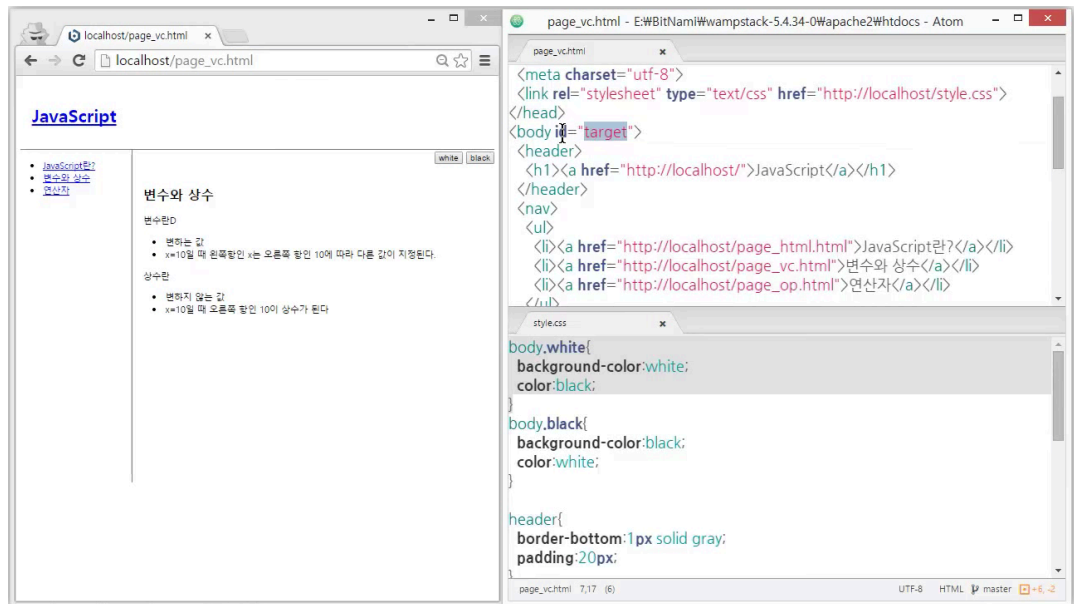 localhost/page_vc.html
localhost/page_vc.html
JavaScript
white black
JavaScript란?
변수와 상수
연산자
변수와 상수
변수란D
변하는 값
x=10일 때 왼쪽항인 x는 오른쪽 항인 10에 따라 다른 값이 지정된다.
상수란
변하지 않는 값
x=10일 때 오른쪽 항인 10이 상수가 된다
page_vc.html - E:₩BitNami₩wampstack-5.4.34-0₩apache2₩htdocs - Atom
page_vc.html
<meta charset="utf-8">
<link rel="stylesheet" type="text/css" href="http://localhost/style.css">
</head>
<body id="target">
<header>
<h1><a href="http://localhost/">JavaScript</a></h1>
</header>
<nav>
<ul>
<li><a href="http://localhost/page_html.html">JavaScript란?</a></li>
<li><a href="http://localhost/page_vc.html">변수와 상수</a></li>
<li><a href="http://localhost/page_op.html">연산자</a></li>
</ul>
style.css
body.white{
background-color:white;
color:black;
}
body.black{
background-color:black;
color:white;
}
header{
border-bottom:1px solid gray;
padding:20px;
}
page_vc.html 7,17 (6) UTF-8 HTML master +6, -2